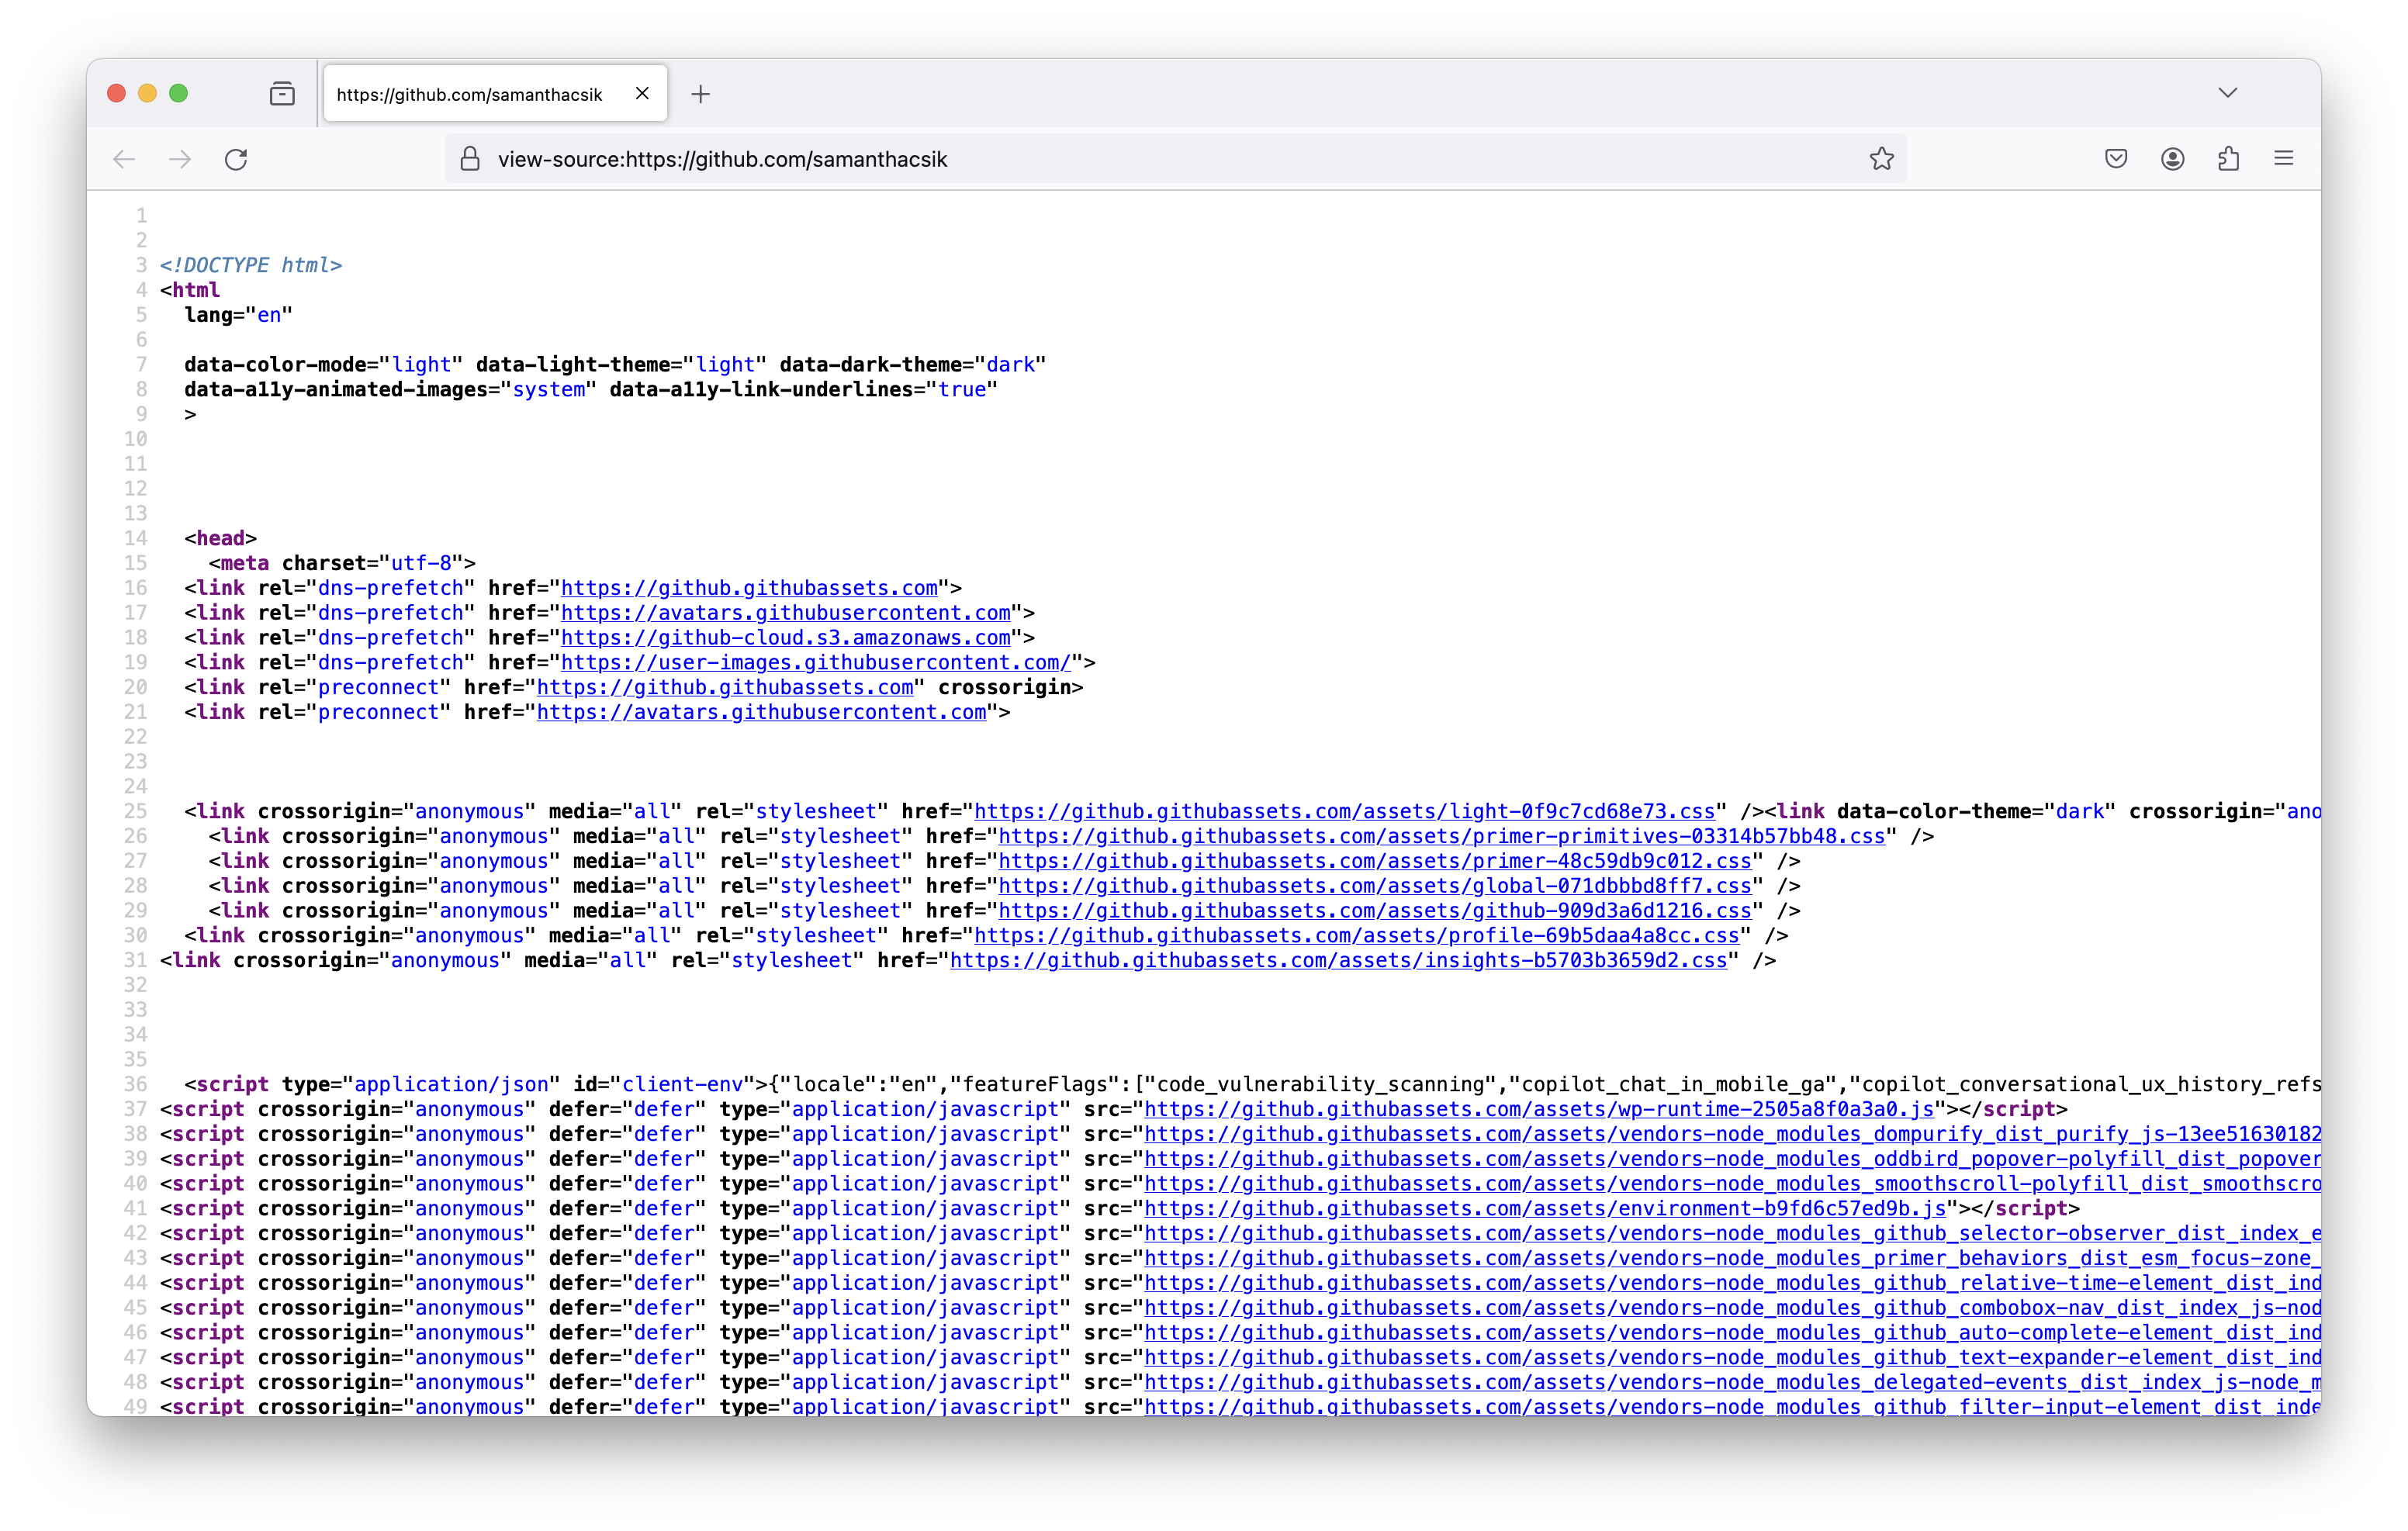 https://github.com/samanthacsik
view-source:https://github.com/samanthacsik
1
2
3 <!DOCTYPE html>
4 <html
5 lang="en"
6
7 data-color-mode="light" data-light-theme="light" data-dark-theme="dark"
8 data-a11y-animated-images="system" data-a11y-link-underlines="true"
9 >
10
11
12
13
14 <head>
15 <meta charset="utf-8">
16 <link rel="dns-prefetch" href="https://github.githubassets.com">
17 <link rel="dns-prefetch" href="https://avatars.githubusercontent.com">
18 <link rel="dns-prefetch" href="https://github-cloud.s3.amazonaws.com">
19 <link rel="dns-prefetch" href="https://user-images.githubusercontent.com/">
20 <link rel="preconnect" href="https://github.githubassets.com" crossorigin>
21 <link rel="preconnect" href="https://avatars.githubusercontent.com">
22
23
24
25 <link crossorigin="anonymous" media="all" rel="stylesheet" href="https://github.githubassets.com/assets/light-0f9c7cd68e73.css" /><link data-color-theme="dark" crossorigin="ano
26 <link crossorigin="anonymous" media="all" rel="stylesheet" href="https://github.githubassets.com/assets/primer-primitives-03314b57bb48.css" />
27 <link crossorigin="anonymous" media="all" rel="stylesheet" href="https://github.githubassets.com/assets/primer-48c59db9c012.css" />
28 <link crossorigin="anonymous" media="all" rel="stylesheet" href="https://github.githubassets.com/assets/global-071dbbbd8ff7.css" />
29 <link crossorigin="anonymous" media="all" rel="stylesheet" href="https://github.githubassets.com/assets/github-909d3a6d1216.css" />
30 <link crossorigin="anonymous" media="all" rel="stylesheet" href="https://github.githubassets.com/assets/profile-69b5daa4a8cc.css" />
31 <link crossorigin="anonymous" media="all" rel="stylesheet" href="https://github.githubassets.com/assets/insights-b5703b3659d2.css" />
32
33
34
35
36 <script type="application/json" id="client-env">{"locale":"en","featureFlags":["code_vulnerability_scanning","copilot_chat_in_mobile_ga","copilot_conversational_ux_history_refs
37 <script crossorigin="anonymous" defer="defer" type="application/javascript" src="https://github.githubassets.com/assets/wp-runtime-2505a8f0a3a0.js"></script>
38 <script crossorigin="anonymous" defer="defer" type="application/javascript" src="https://github.githubassets.com/assets/vendors-node_modules_dompurify_dist_purify_js-13ee51630182
39 <script crossorigin="anonymous" defer="defer" type="application/javascript" src="https://github.githubassets.com/assets/vendors-node_modules_oddbird_popover-polyfill_dist_popover
40 <script crossorigin="anonymous" defer="defer" type="application/javascript" src="https://github.githubassets.com/assets/vendors-node_modules_smoothscroll-polyfill_dist_smoothscro
41 <script crossorigin="anonymous" defer="defer" type="application/javascript" src="https://github.githubassets.com/assets/environment-b9fd6c57ed9b.js"></script>
42 <script crossorigin="anonymous" defer="defer" type="application/javascript" src="https://github.githubassets.com/assets/vendors-node_modules_github_selector-observer_dist_index_e
43 <script crossorigin="anonymous" defer="defer" type="application/javascript" src="https://github.githubassets.com/assets/vendors-node_modules_primer_behaviors_dist_esm_focus-zone_
44 <script crossorigin="anonymous" defer="defer" type="application/javascript" src="https://github.githubassets.com/assets/vendors-node_modules_github_relative-time-element_dist_ind
45 <script crossorigin="anonymous" defer="defer" type="application/javascript" src="https://github.githubassets.com/assets/vendors-node_modules_github_combobox-nav_dist_index_js-nod
46 <script crossorigin="anonymous" defer="defer" type="application/javascript" src="https://github.githubassets.com/assets/vendors-node_modules_github_auto-complete-element_dist_ind
47 <script crossorigin="anonymous" defer="defer" type="application/javascript" src="https://github.githubassets.com/assets/vendors-node_modules_github_text-expander-element_dist_ind
48 <script crossorigin="anonymous" defer="defer" type="application/javascript" src="https://github.githubassets.com/assets/vendors-node_modules_delegated-events_dist_index_js-node_m
49 <script crossorigin="anonymous" defer="defer" type="application/javascript" src="https://github.githubassets.com/assets/vendors-node_modules_github_filter-input-element_dist_inde